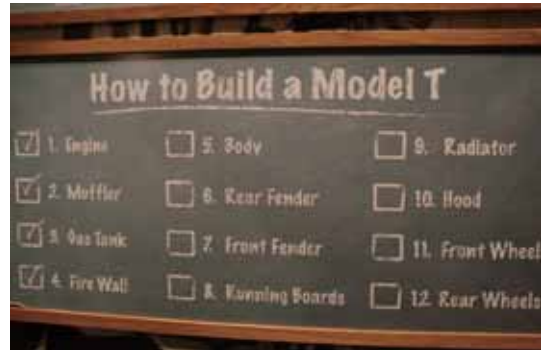 How to Build a Model T
1. Engine
2. Muffler
3. Gas Tank
4. Fire Wall
5. Body
6. Rear Fender
7. Front Fender
8. Running Boards
9. Radiator
10. Hood
11. Front Wheel
12. Rear Wheels